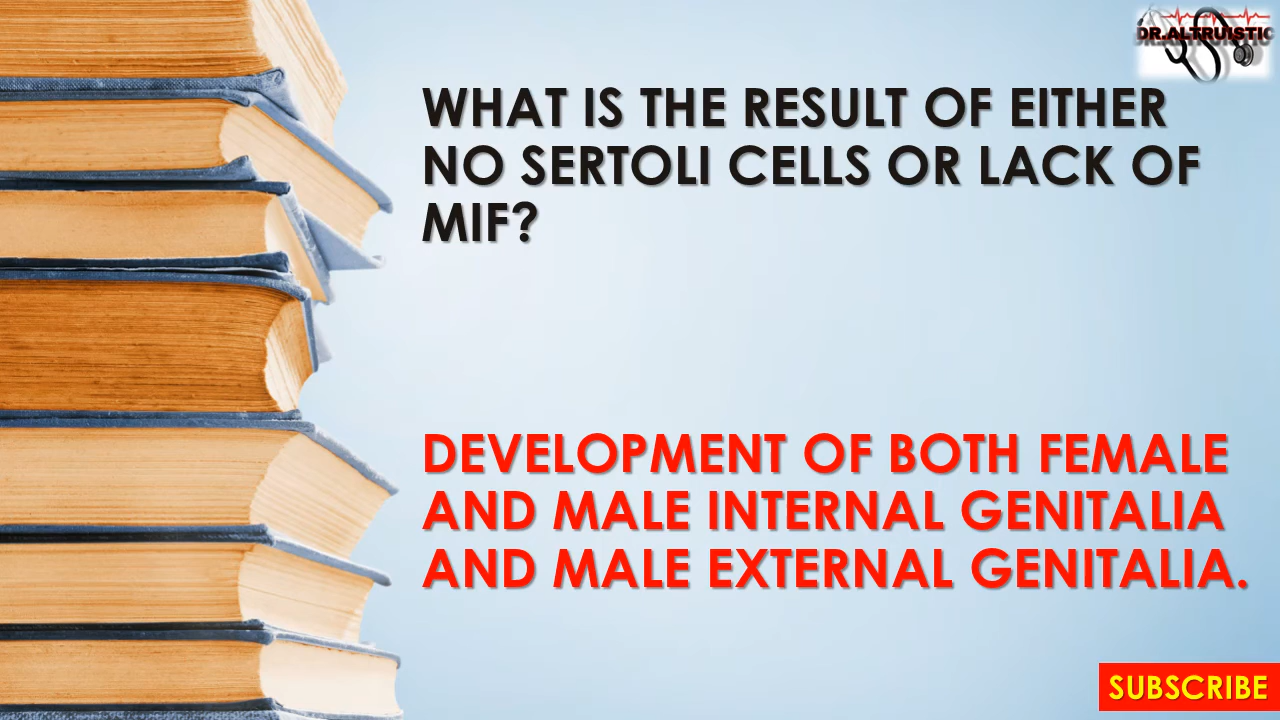 DR.ALTRUISTIC
WHAT IS THE RESULT OF EITHER
NO SERTOLI CELLS OR LACK OF
MIF?
DEVELOPMENT OF BOTH FEMALE
AND MALE INTERNAL GENITALIA
AND MALE EXTERNAL GENITALIA.
SUBSCRIBE